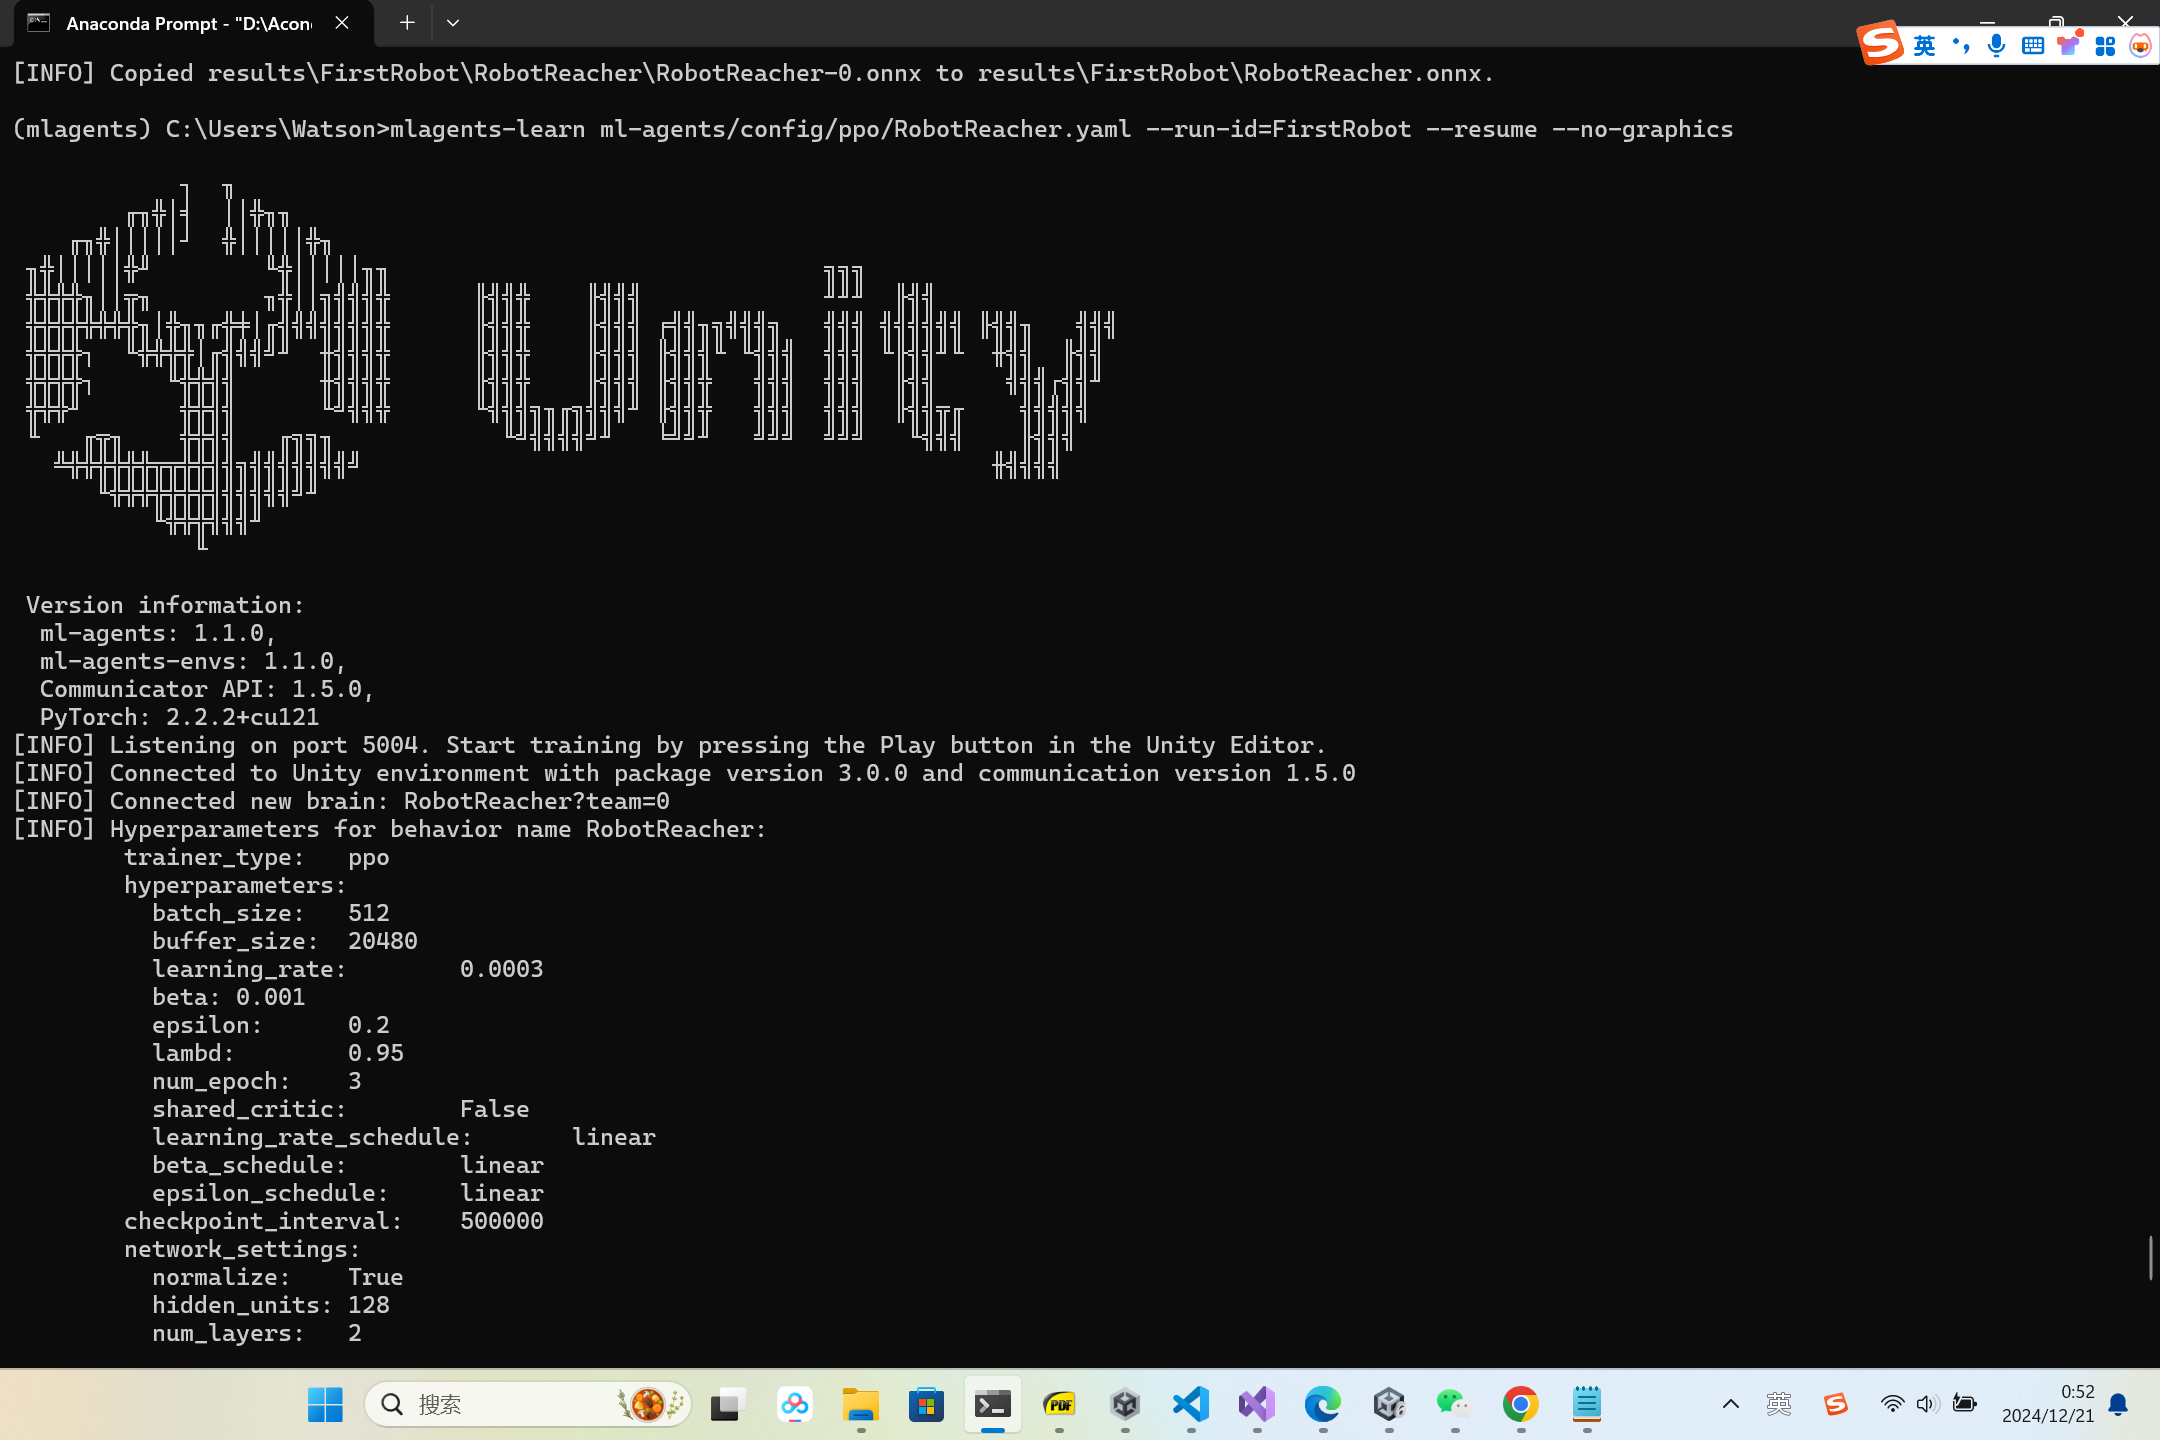 Anaconda Prompt - "D:\Acon
英
[INFO] Copied results\FirstRobot\RobotReacher\RobotReacher-0.onnx to results\FirstRobot\RobotReacher.onnx.
(mlagents) C:\Users\Watson>mlagents-learn ml-agents/config/ppo/RobotReacher.yaml --run-id=FirstRobot --resume --no-graphics
Unity
Version information:
ml-agents: 1.1.0,
ml-agents-envs: 1.1.0,
Communicator API: 1.5.0,
PyTorch: 2.2.2+cu121
[INFO] Listening on port 5004. Start training by pressing the Play button in the Unity Editor.
[INFO] Connected to Unity environment with package version 3.0.0 and communication version 1.5.0
[INFO] Connected new brain: RobotReacher?team=0
[INFO] Hyperparameters for behavior name RobotReacher:
trainer_type: ppo
hyperparameters:
batch_size: 512
buffer_size: 20480
learning_rate: 0.0003
beta: 0.001
epsilon: 0.2
lambd: 0.95
num_epoch: 3
shared_critic: False
learning_rate_schedule: linear
beta_schedule: linear
epsilon_schedule: linear
checkpoint_interval: 500000
network_settings:
normalize: True
hidden_units: 128
num_layers: 2
搜索
PDF
英
0:52
2024/12/21